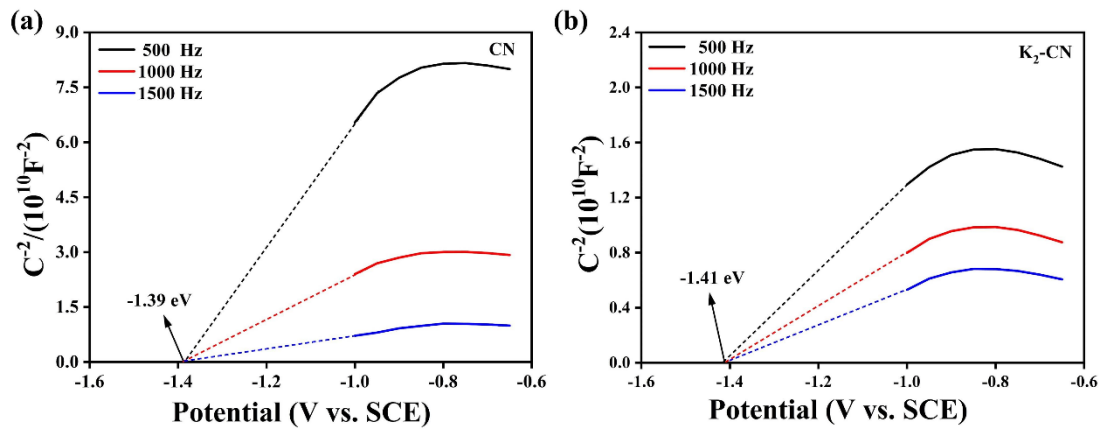 (a)
CN
500 Hz
1000 Hz
1500 Hz
C⁻²/(10¹⁰F⁻²)
9.0
7.5
6.0
4.5
3.0
1.5
0.0
-1.39 eV
-1.6 -1.4 -1.2 -1.0 -0.8 -0.6
Potential (V vs. SCE)
(b)
K₂-CN
500 Hz
1000 Hz
1500 Hz
C⁻²(10¹⁰F⁻²)
2.4
2.0
1.6
1.2
0.8
0.4
0.0
-1.41 eV
-1.6 -1.4 -1.2 -1.0 -0.8 -0.6
Potential (V vs. SCE)